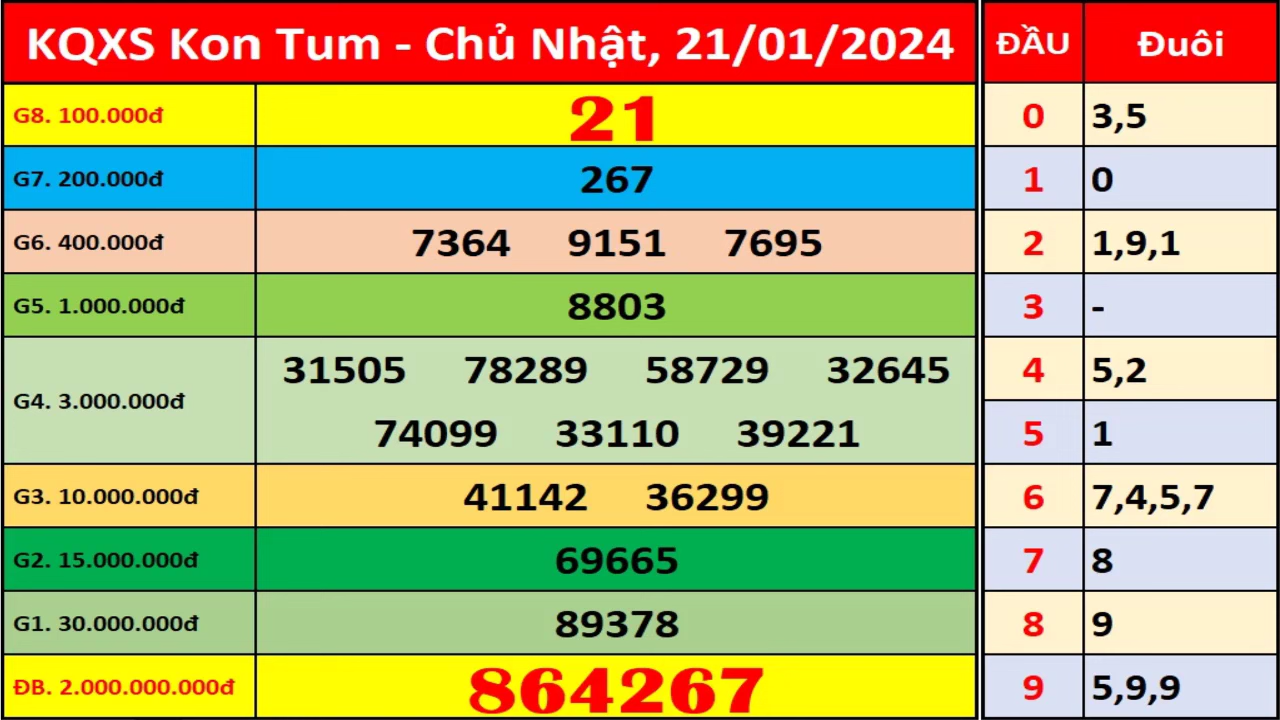 KQXS Kon Tum - Chủ Nhật, 21/01/2024 ĐẦU Đuôi
G8. 100.000đ 21 0 3,5
G7. 200.000đ 267 1 0
G6. 400.000đ 7364 9151 7695 2 1,9,1
G5. 1.000.000đ 8803 3 -
G4. 3.000.000đ 31505 78289 58729 32645 4 5,2
74099 33110 39221 5 1
G3. 10.000.000đ 41142 36299 6 7,4,5,7
G2. 15.000.000đ 69665 7 8
G1. 30.000.000đ 89378 8 9
ĐB. 2.000.000.000đ 864267 9 5,9,9